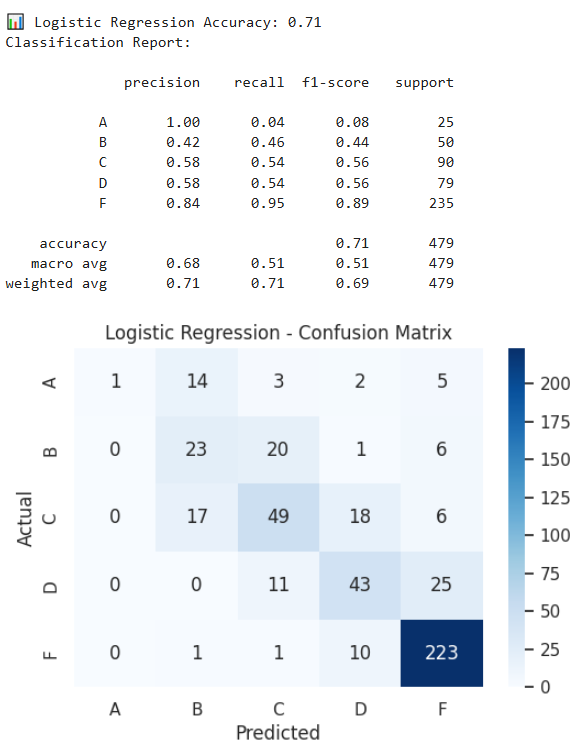 📊 Logistic Regression Accuracy: 0.71
Classification Report:
precision recall f1-score support
A 1.00 0.04 0.08 25
B 0.42 0.46 0.44 50
C 0.58 0.54 0.56 90
D 0.58 0.54 0.56 79
F 0.84 0.95 0.89 235
accuracy 0.71 479
macro avg 0.68 0.51 0.51 479
weighted avg 0.71 0.71 0.69 479
Logistic Regression - Confusion Matrix
A 1 14 3 2 5
B 0 23 20 1 6
C 0 17 49 18 6
D 0 0 11 43 25
F 0 1 1 10 223
A B C D F
Actual
Predicted
200
175
150
125
100
75
50
25
0